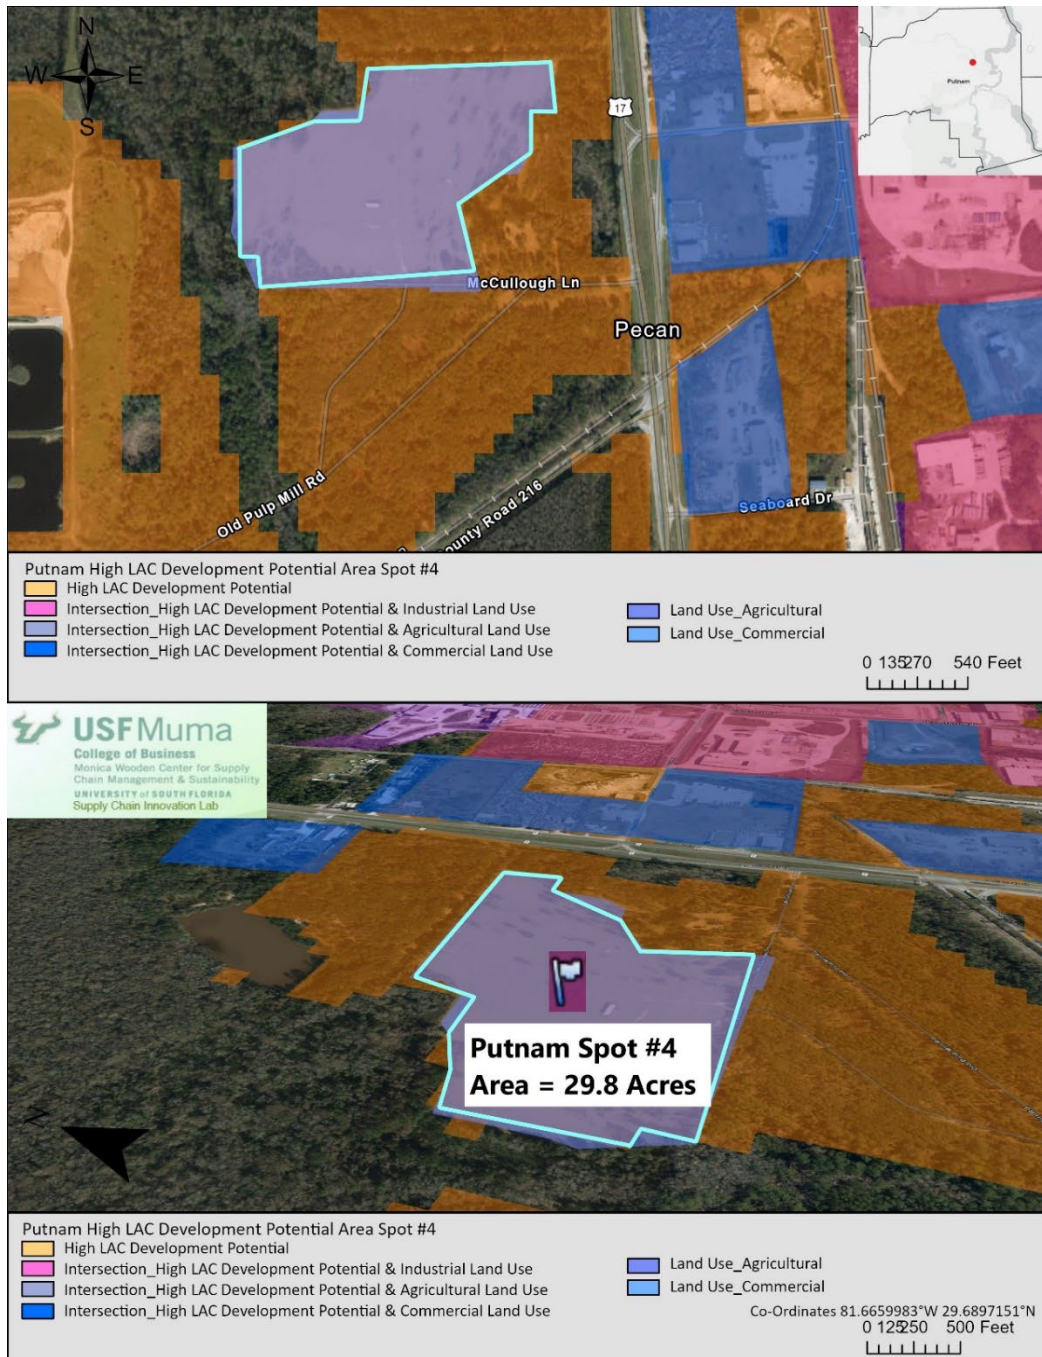 N
W E
S
17
Putnam
McCullough Ln
Pecan
Old Pulp Mill Rd
County Road 216
Seaboard Dr
Putnam High LAC Development Potential Area Spot #4
High LAC Development Potential
Intersection_High LAC Development Potential & Industrial Land Use
Intersection_High LAC Development Potential & Agricultural Land Use
Intersection_High LAC Development Potential & Commercial Land Use
Land Use_Agricultural
Land Use_Commercial
0 135270 540 Feet
USF Muma
College of Business
Monica Wooden Center for Supply
Chain Management & Sustainability
UNIVERSITY of SOUTH FLORIDA
Supply Chain Innovation Lab
Putnam Spot #4
Area = 29.8 Acres
N
Putnam High LAC Development Potential Area Spot #4
High LAC Development Potential
Intersection_High LAC Development Potential & Industrial Land Use
Intersection_High LAC Development Potential & Agricultural Land Use
Intersection_High LAC Development Potential & Commercial Land Use
Land Use_Agricultural
Land Use_Commercial
Co-Ordinates 81.6659983°W 29.6897151°N
0 125250 500 Feet